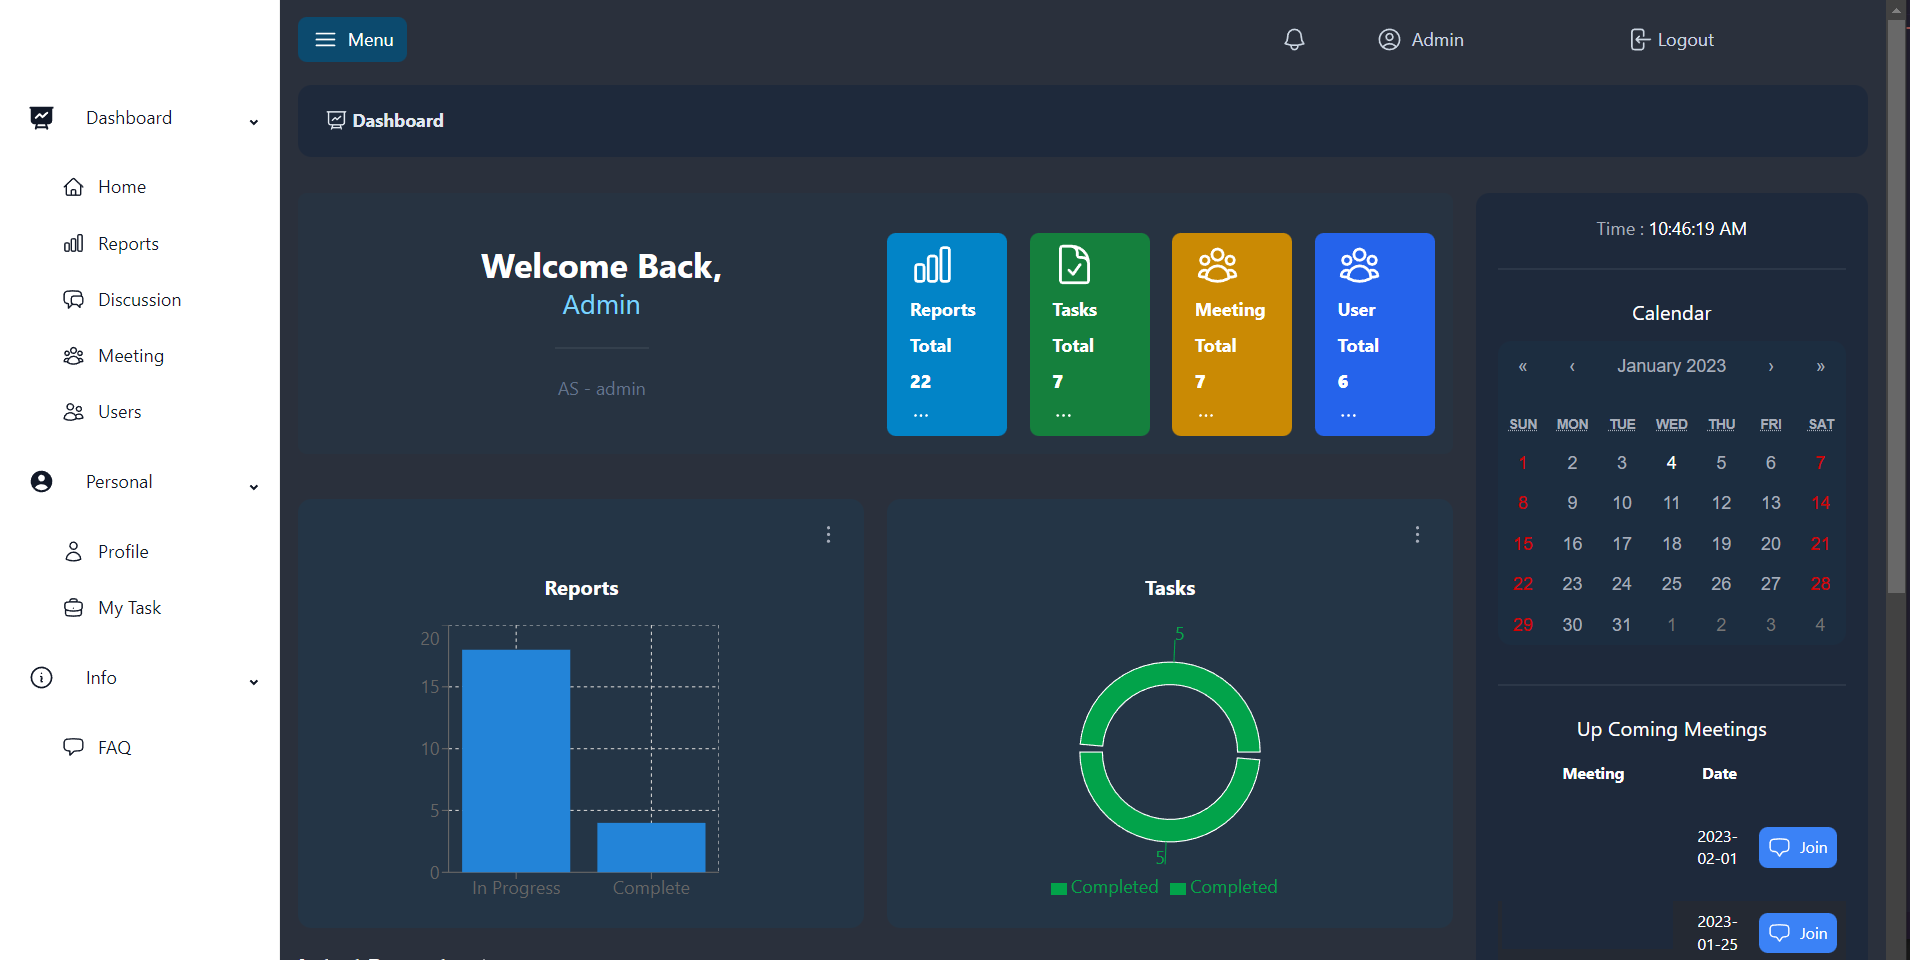 Dashboard
Home
Reports
Discussion
Meeting
Users
Personal
Profile
My Task
Info
FAQ
Menu
Admin
Logout
Dashboard
Welcome Back,
Admin
AS - admin
Reports
Total
22
...
Tasks
Total
7
...
Meeting
Total
7
...
User
Total
6
...
Reports
20
15
10
5
0
In Progress Complete
Tasks
5
5
Completed Completed
Time : 10:46:19 AM
Calendar
« ‹ January 2023 › »
SUN MON TUE WED THU FRI SAT
1 2 3 4 5 6 7
8 9 10 11 12 13 14
15 16 17 18 19 20 21
22 23 24 25 26 27 28
29 30 31 1 2 3 4
Up Coming Meetings
Meeting Date
2023-
02-01
Join
2023-
01-25
Join